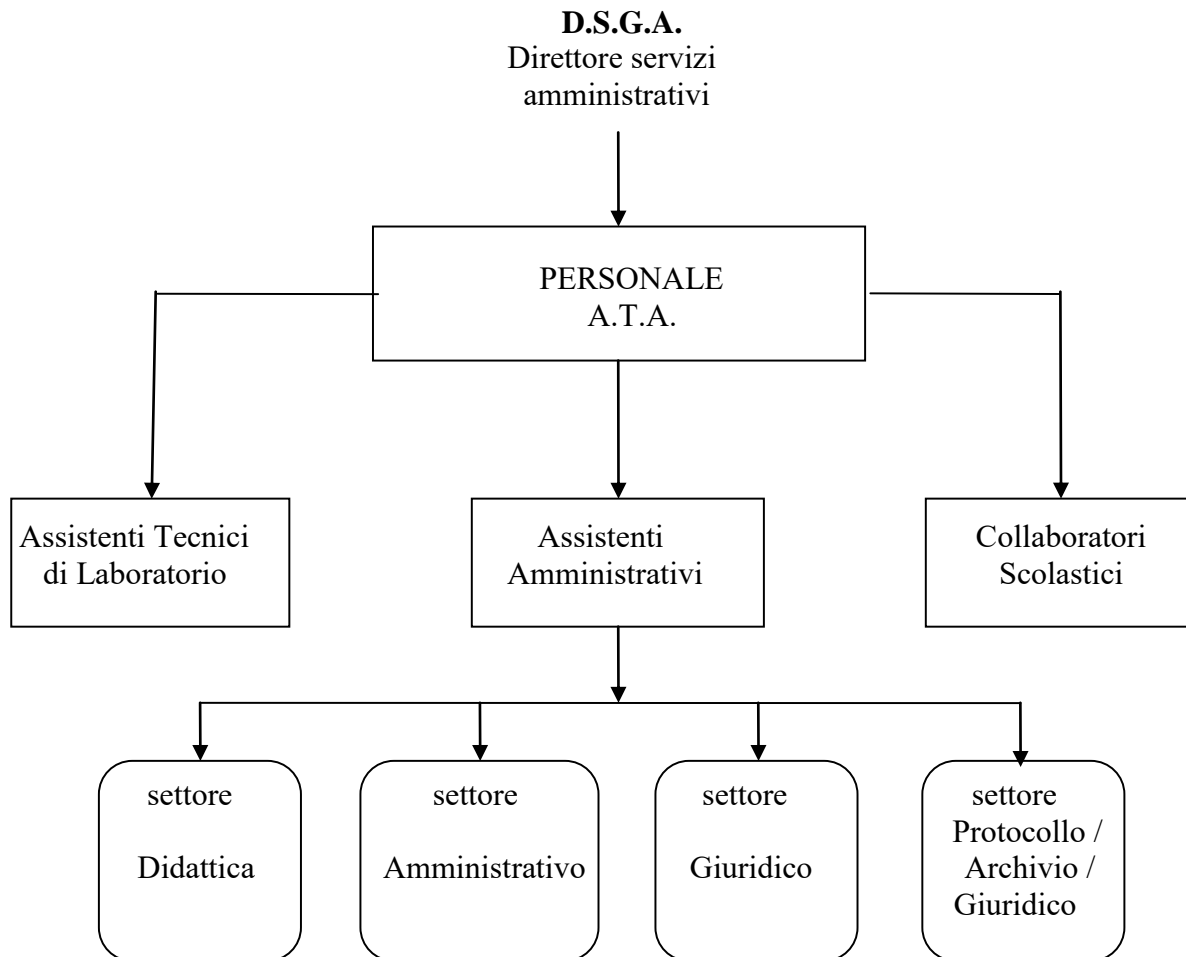 D.S.G.A.
Direttore servizi
amministrativi
PERSONALE
A.T.A.
Assistenti Tecnici
di Laboratorio
Assistenti
Amministrativi
Collaboratori
Scolastici
settore
Didattica
settore
Amministrativo
settore
Giuridico
settore
Protocollo /
Archivio /
Giuridico